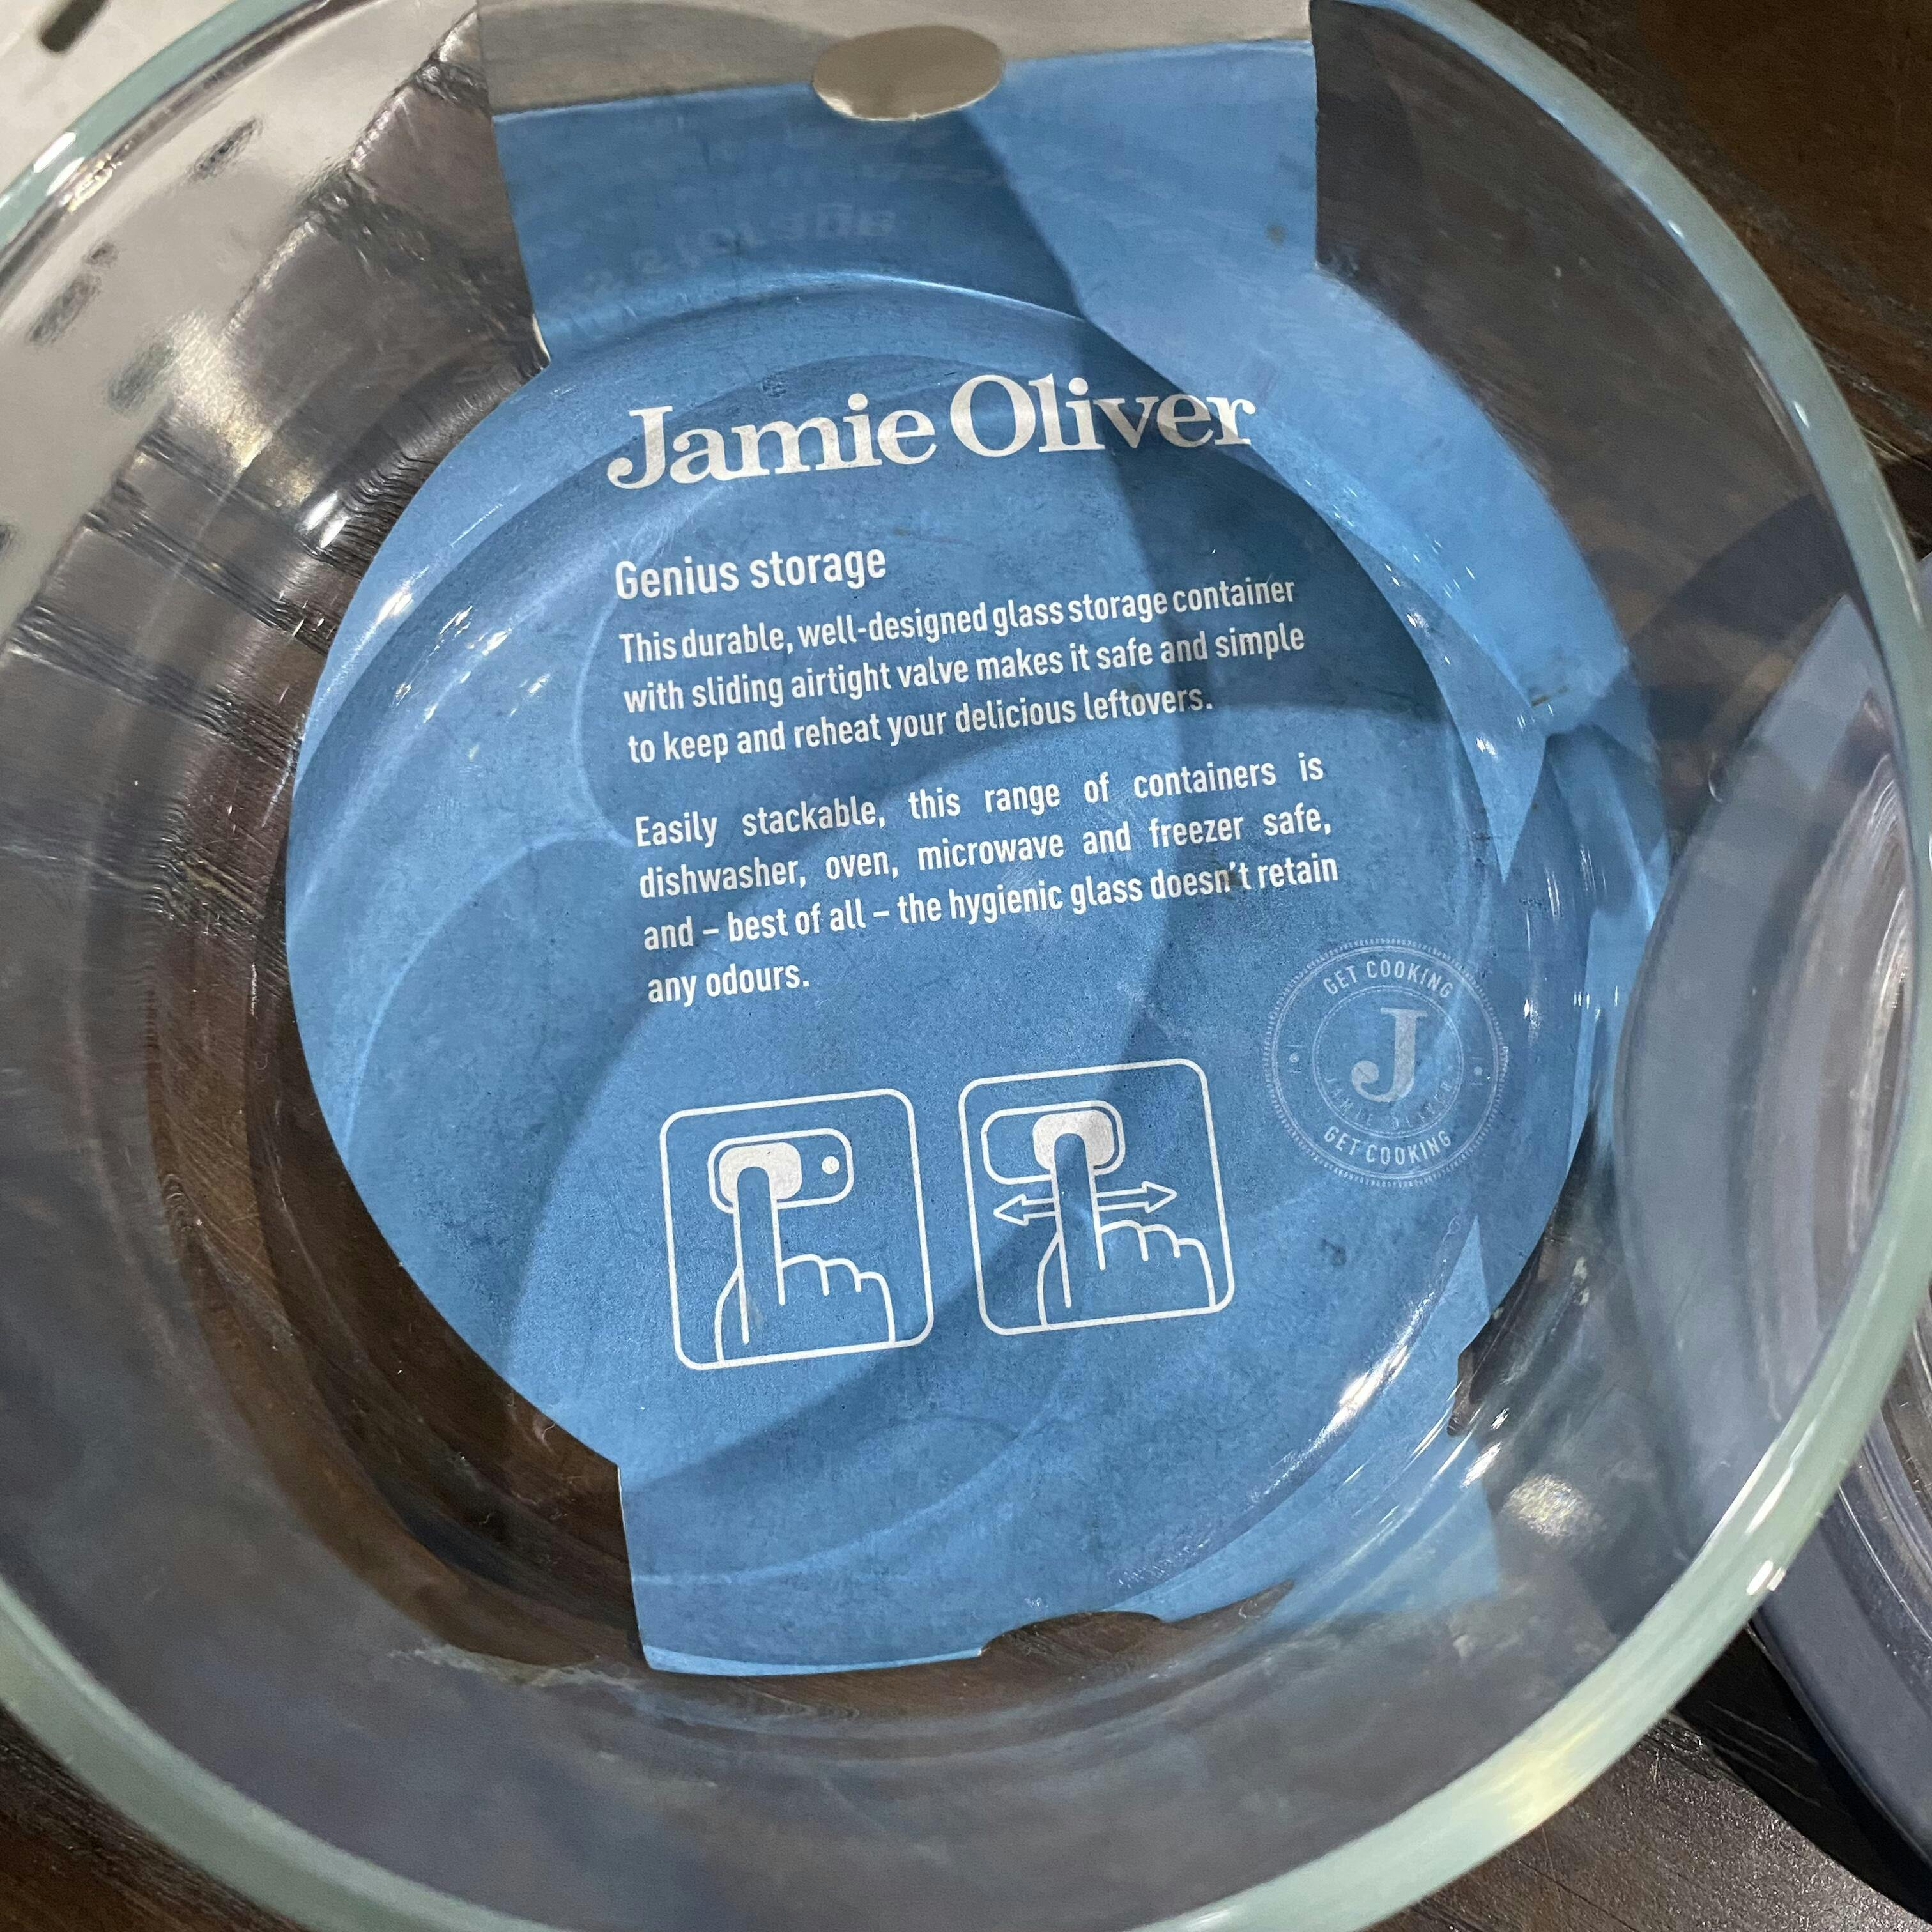 Jamie Oliver
Genius storage
This durable, well-designed glass storage container
with sliding airtight valve makes it safe and simple
to keep and reheat your delicious leftovers.
Easily stackable, this range of containers is
dishwasher, oven, microwave and freezer safe,
and – best of all – the hygienic glass doesn't retain
any odours.
GET COOKING
J
JAMIE OLIVER
GET COOKING